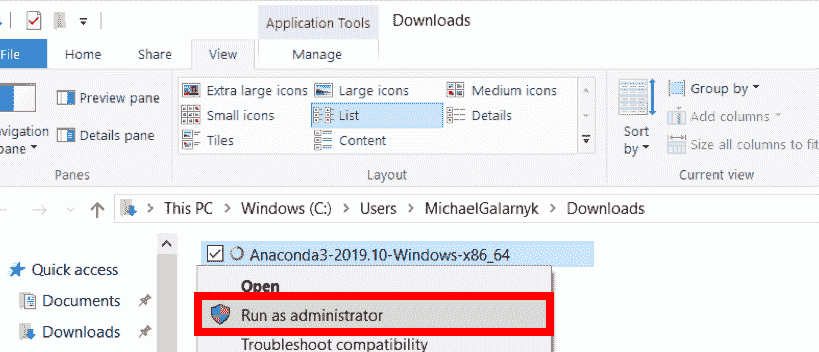 Application Tools Downloads
File Home Share View Manage
Preview pane Extra large icons Large icons Medium icons Group by
Small icons List Details Add columns
Details pane Tiles Content Sort by Size all columns to fit
pane
Panes Layout Current view
This PC Windows (C:) Users MichaelGalarnyk Downloads
Anaconda3-2019.10-Windows-x86_64
Quick access
Open
Documents
Run as administrator
Downloads
Troubleshoot compatibility